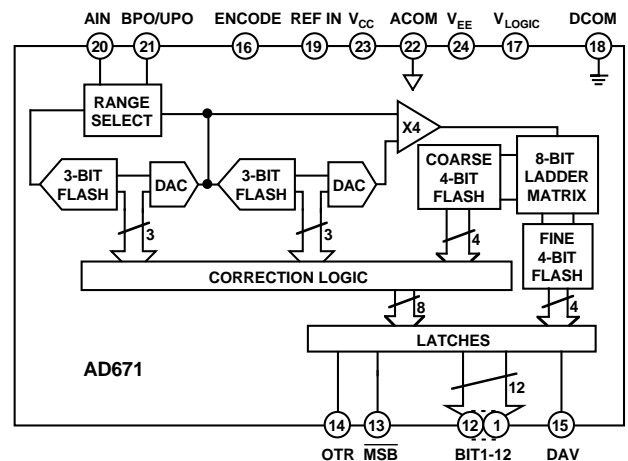 AIN BPO/UPO ENCODE REF IN VCC ACOM VEE VLOGIC DCOM
20 21 16 19 23 22 24 17 18
RANGE
SELECT
X4
3-BIT
FLASH
DAC
3-BIT
FLASH
DAC
COARSE
4-BIT
FLASH
8-BIT
LADDER
MATRIX
3
3
4
FINE
4-BIT
FLASH
CORRECTION LOGIC
8
4
LATCHES
AD671
12
14 13 12 1 15
OTR MSB BIT1-12 DAV